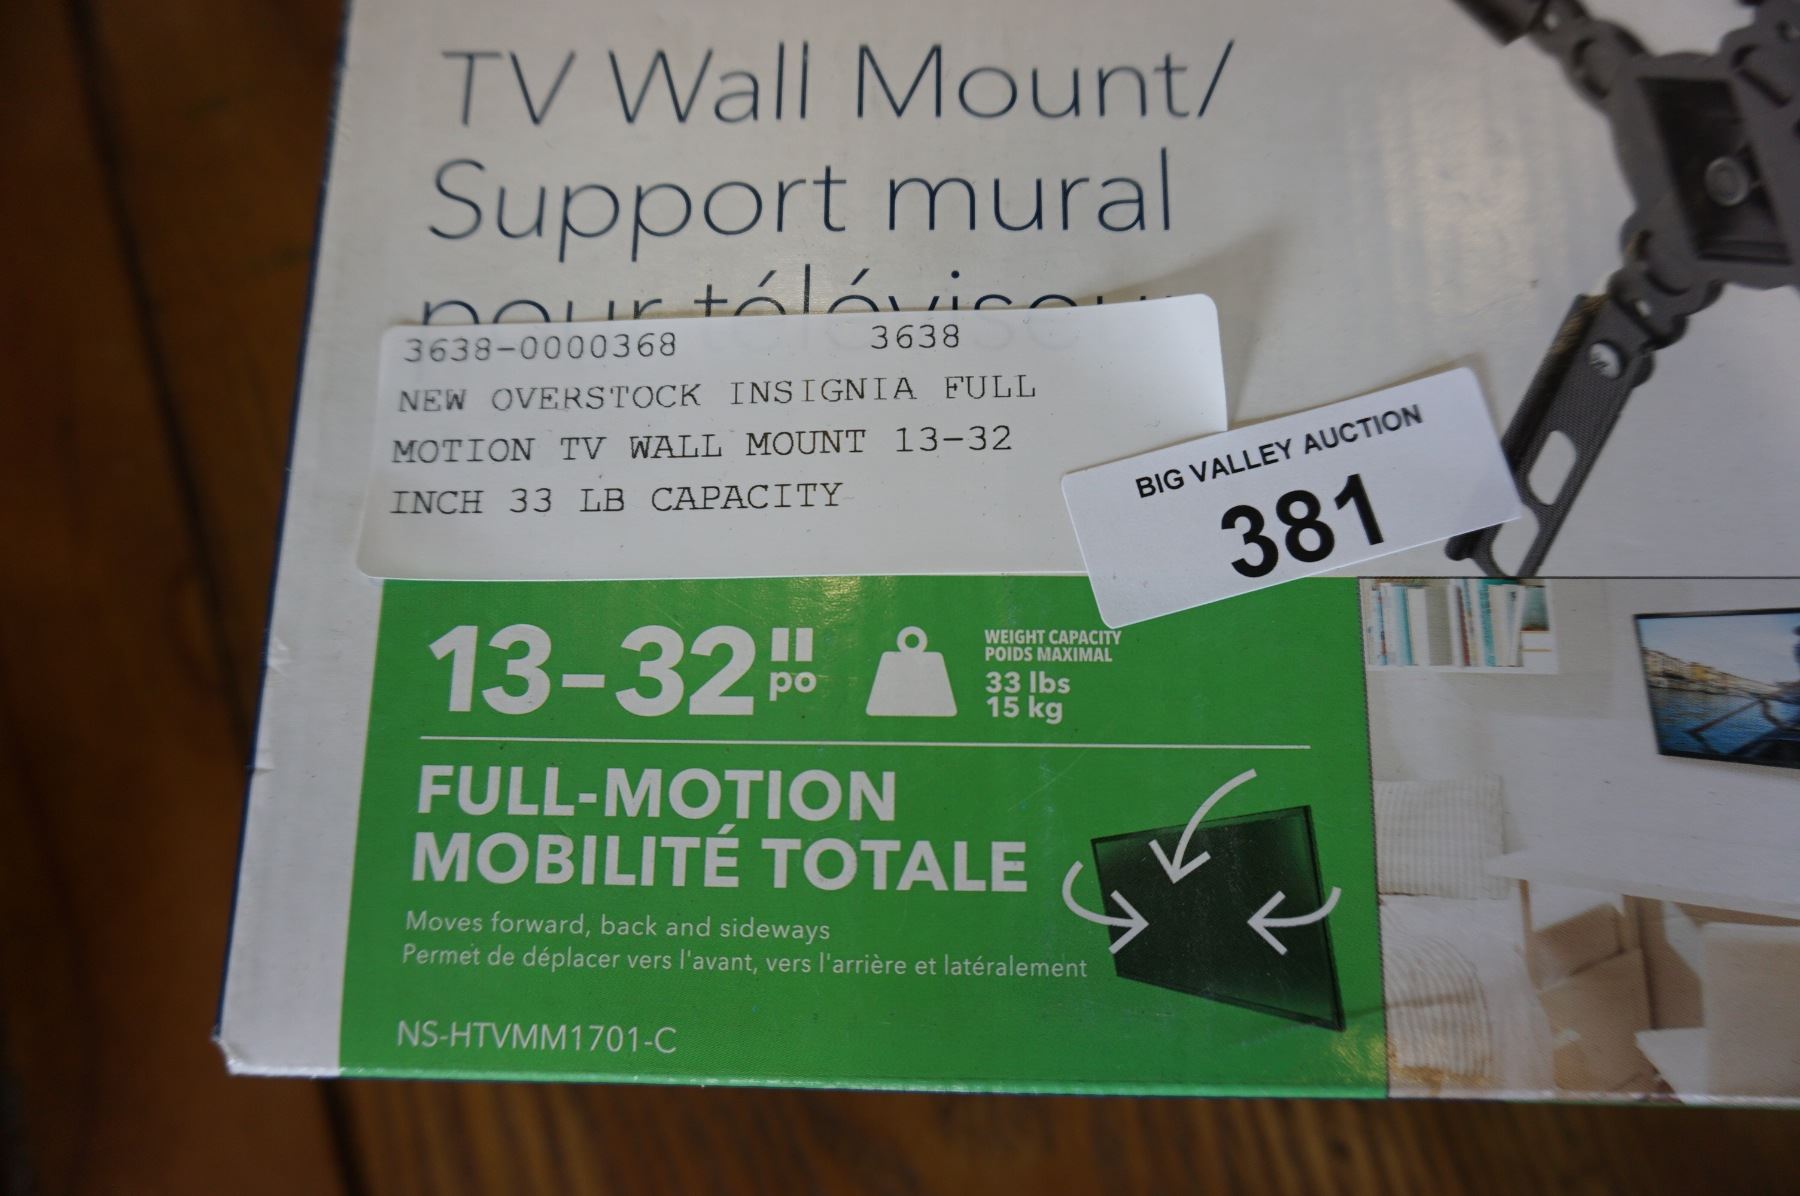 TV Wall Mount/
Support mural
pour téléviseur
3638-0000368 3638
NEW OVERSTOCK INSIGNIA FULL
MOTION TV WALL MOUNT 13-32
INCH 33 LB CAPACITY
BIG VALLEY AUCTION
381
13-32"
po
WEIGHT CAPACITY
POIDS MAXIMAL
33 lbs
15 kg
FULL-MOTION
MOBILITÉ TOTALE
Moves forward, back and sideways
Permet de déplacer vers l'avant, vers l'arrière et latéralement
NS-HTVMM1701-C